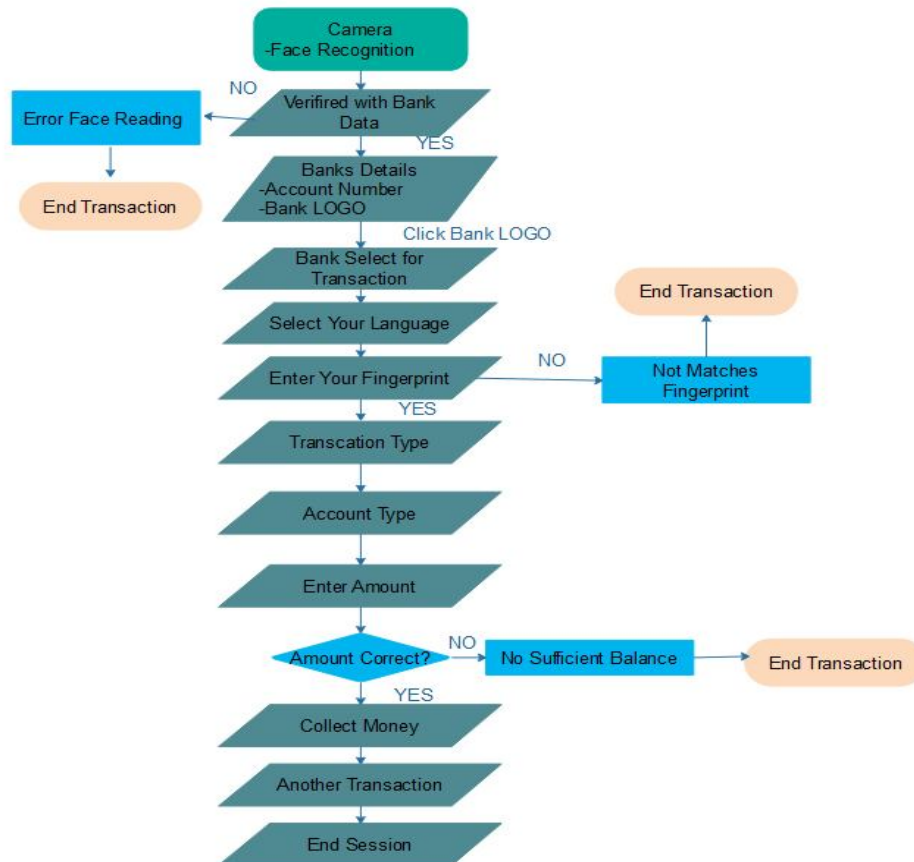 Camera
-Face Recognition
NO
Verifired with Bank
Data
Error Face Reading
YES
End Transaction
Banks Details
-Account Number
-Bank LOGO
Click Bank LOGO
Bank Select for
Transaction
End Transaction
Select Your Language
NO
Enter Your Fingerprint
Not Matches
Fingerprint
YES
Transcation Type
Account Type
Enter Amount
Amount Correct?
NO
No Sufficient Balance
End Transaction
YES
Collect Money
Another Transaction
End Session